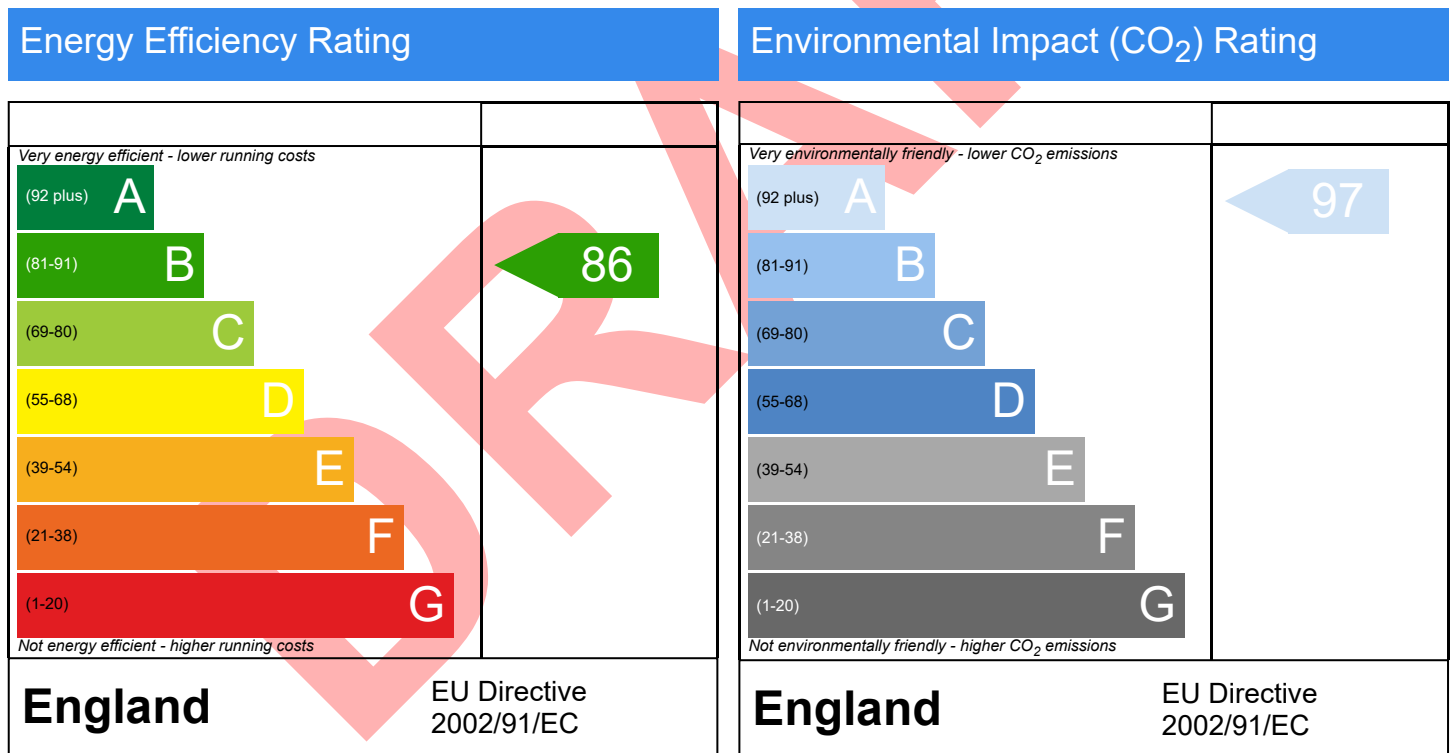 Energy Efficiency Rating
Very energy efficient - lower running costs
(92 plus) A
(81-91) B
86
(69-80) C
(55-68) D
(39-54) E
(21-38) F
(1-20) G
Not energy efficient - higher running costs
England
EU Directive
2002/91/EC
Environmental Impact (CO₂) Rating
Very environmentally friendly - lower CO₂ emissions
(92 plus) A
97
(81-91) B
(69-80) C
(55-68) D
(39-54) E
(21-38) F
(1-20) G
Not environmentally friendly - higher CO₂ emissions
England
EU Directive
2002/91/EC